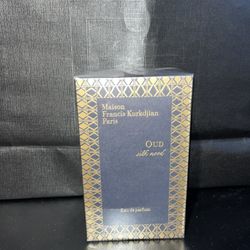 Maison
Francis Kurkdjian
Paris
OUD
silk mood
Eau de parfum